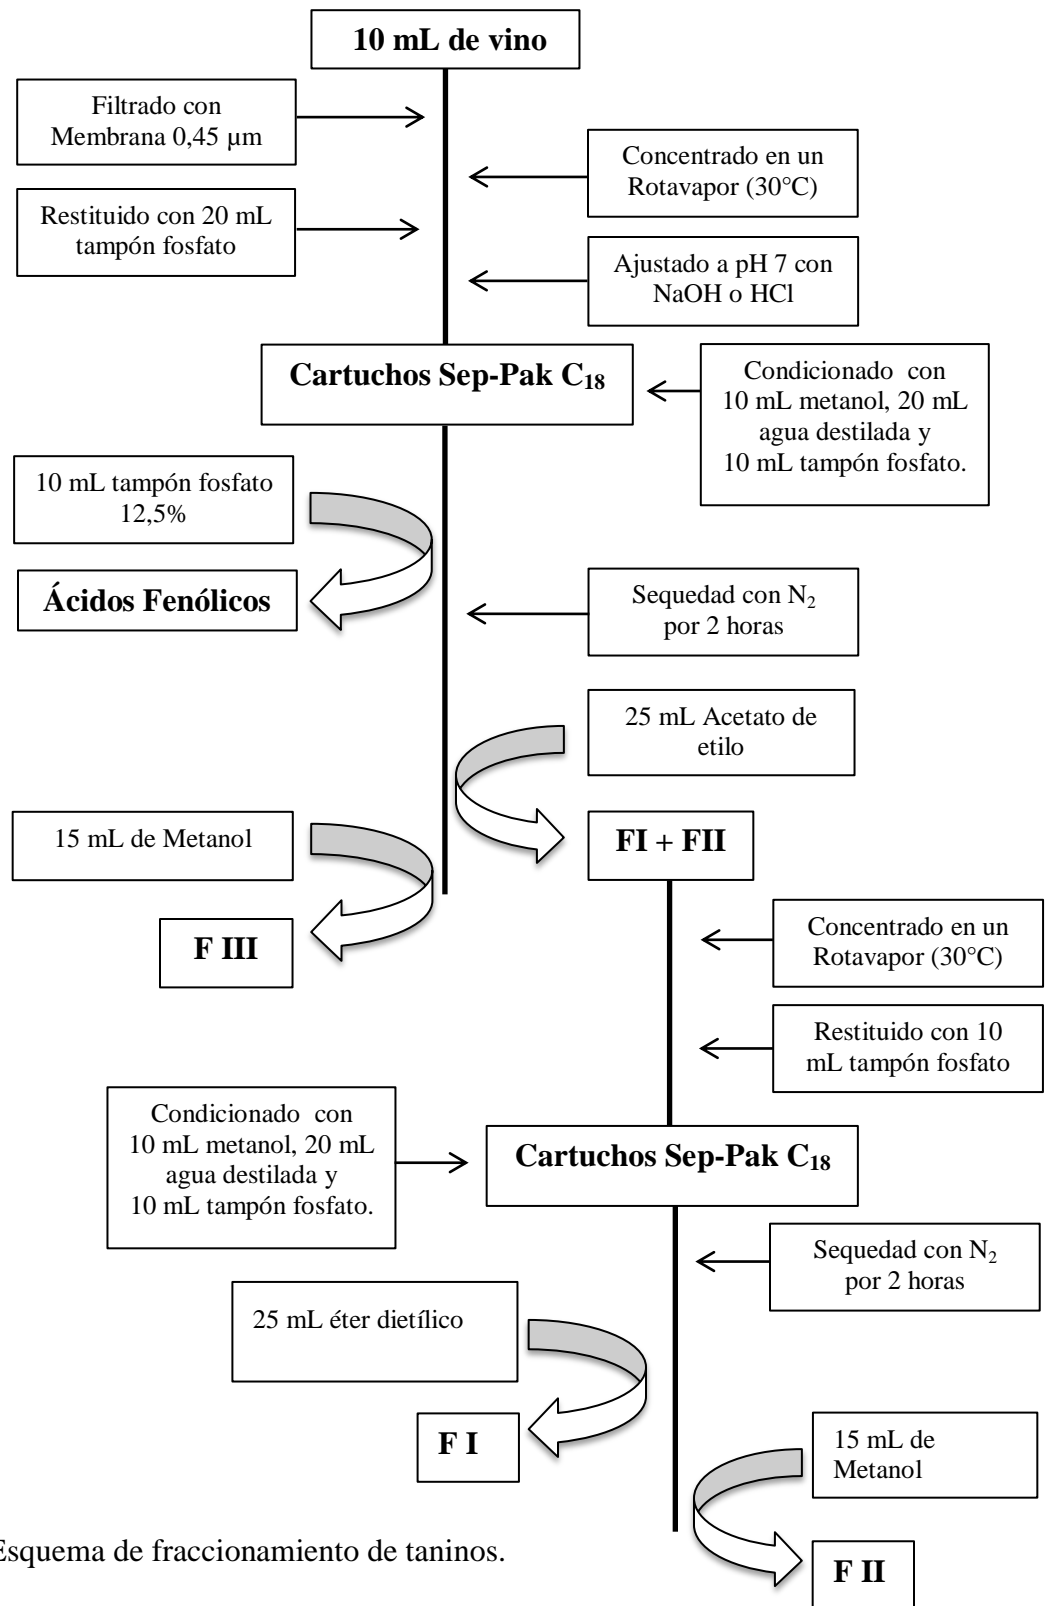 10 mL de vino
Filtrado con
Membrana 0,45 µm
Concentrado en un
Rotavapor (30°C)
Restituido con 20 mL
tampón fosfato
Ajustado a pH 7 con
NaOH o HCl
Cartuchos Sep-Pak C₁₈
Condicionado con
10 mL metanol, 20 mL
agua destilada y
10 mL tampón fosfato.
10 mL tampón fosfato
12,5%
Ácidos Fenólicos
Sequedad con N₂
por 2 horas
25 mL Acetato de
etilo
15 mL de Metanol
FI + FII
F III
Concentrado en un
Rotavapor (30°C)
Restituido con 10
mL tampón fosfato
Condicionado con
10 mL metanol, 20 mL
agua destilada y
10 mL tampón fosfato.
Cartuchos Sep-Pak C₁₈
Sequedad con N₂
por 2 horas
25 mL éter dietílico
F I
15 mL de
Metanol
F II
Esquema de fraccionamiento de taninos.